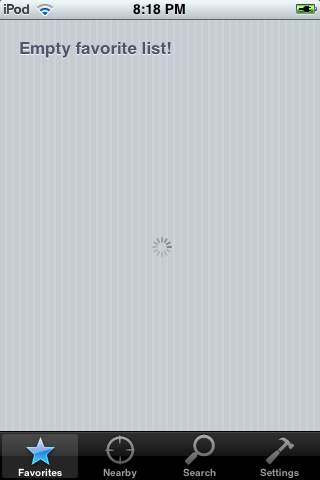 iPod 8:18 PM
Empty favorite list!
Favorites Nearby Search Settings